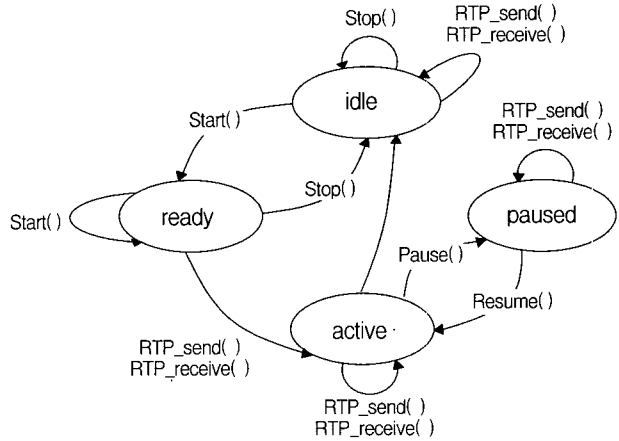 Stop()
RTP_send( )
RTP_receive( )
idle
Start()
RTP_send( )
RTP_receive( )
Stop()
ready
paused
Start( )
Pause()
Resume()
active
RTP_send( )
RTP_receive( )
RTP_send( )
RTP_receive( )